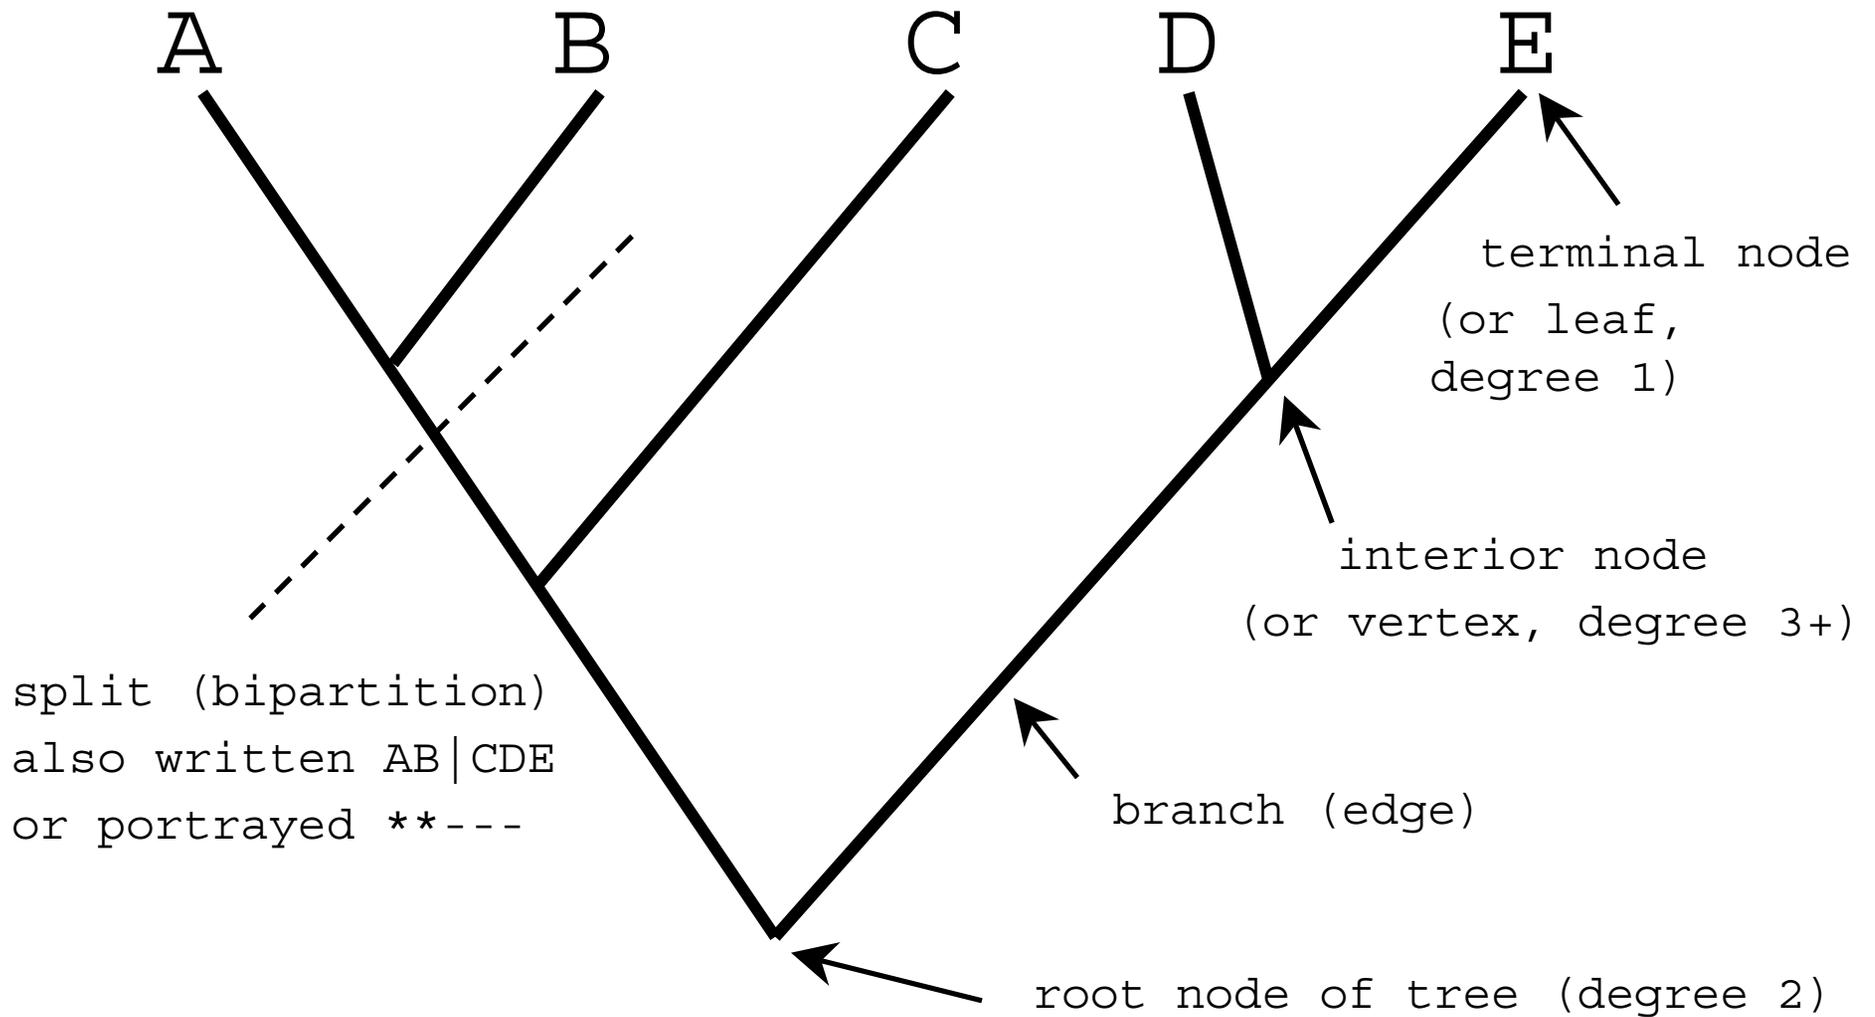 A B C D E
terminal node
(or leaf,
degree 1)
interior node
(or vertex, degree 3+)
split (bipartition)
also written AB|CDE
or portrayed **---
branch (edge)
root node of tree (degree 2)